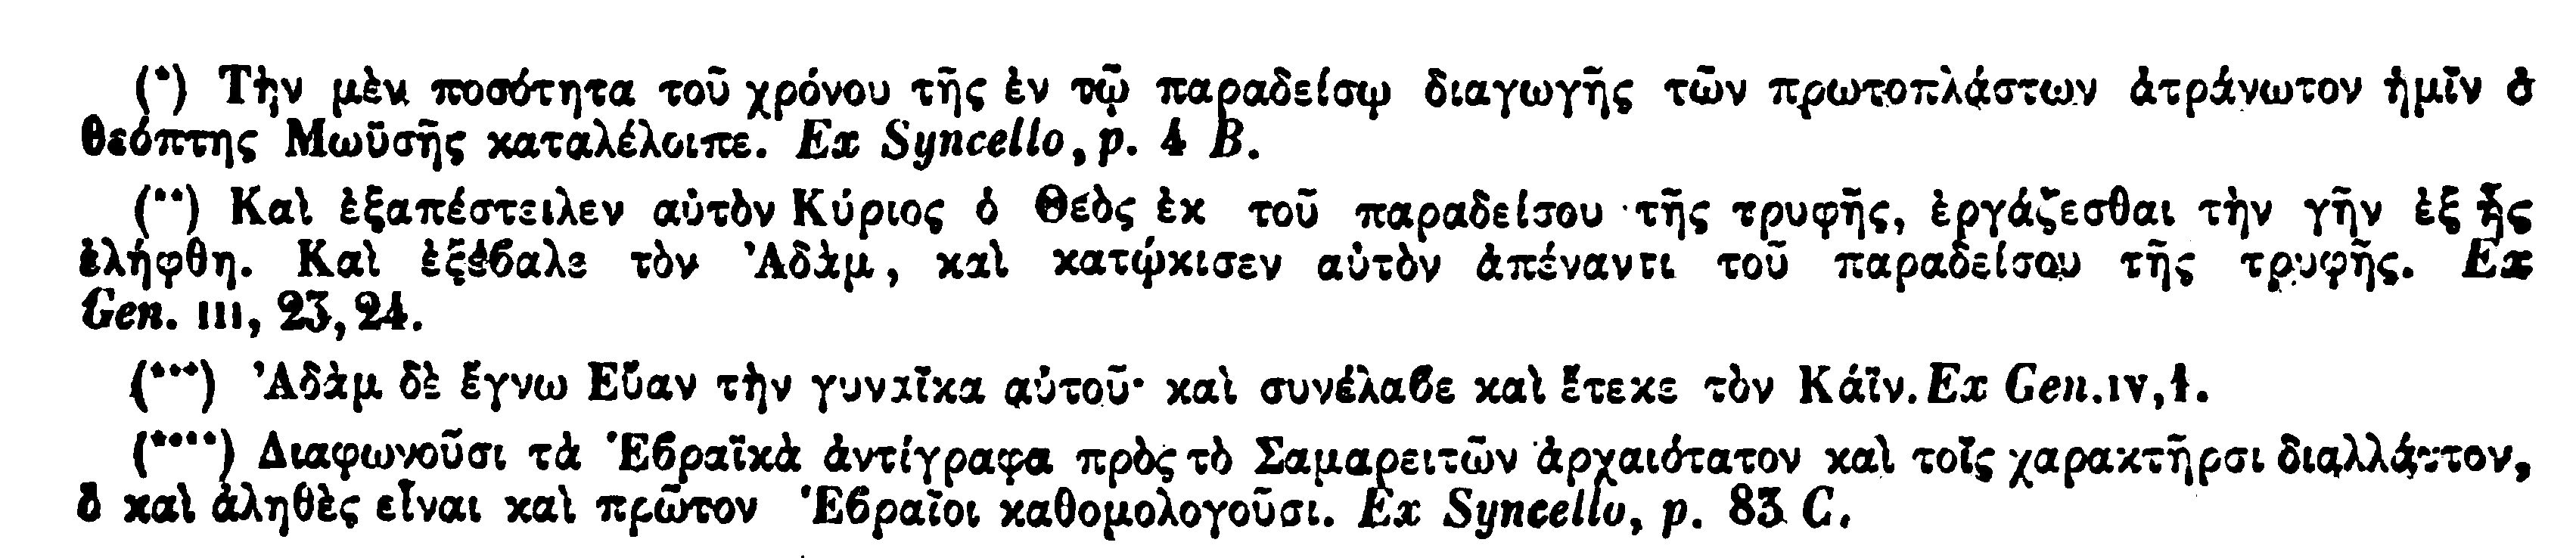 (*) Τὴν μὲν ποσότητα τοῦ χρόνου τῆς ἐν τῷ παραδείσῳ διαγωγῆς τῶν πρωτοπλάστων ἀτράνωτον ἡμῖν ὁ
θεόπτης Μωϋσῆς καταλέλοιπε. Ex Syncello, p. 4 B.
(**) Καὶ ἐξαπέστειλεν αὐτὸν Κύριος ὁ Θεὸς ἐκ τοῦ παραδείσου τῆς τρυφῆς, ἐργάζεσθαι τὴν γῆν ἐξ ἧς
ἐλήφθη. Καὶ ἐξέϐαλε τὸν Ἀδὰμ, καὶ κατῴκισεν αὐτὸν ἀπέναντι τοῦ παραδείσου τῆς τρυφῆς. Ex
Gen. III, 23, 24.
(***) Ἀδὰμ δὲ ἔγνω Εὔαν τὴν γυναῖκα αὐτοῦ· καὶ συνέλαϐε καὶ ἔτεκε τὸν Κάϊν. Ex Gen. IV, 1.
(****) Διαφωνοῦσι τὰ Ἑϐραϊκὰ ἀντίγραφα πρὸς τὸ Σαμαρειτῶν ἀρχαιότατον καὶ τοῖς χαρακτῆρσι διαλλάττον,
ὃ καὶ ἀληθὲς εἶναι καὶ πρῶτον Ἑϐραῖοι καθομολογοῦσι. Ex Syncello, p. 83 C.